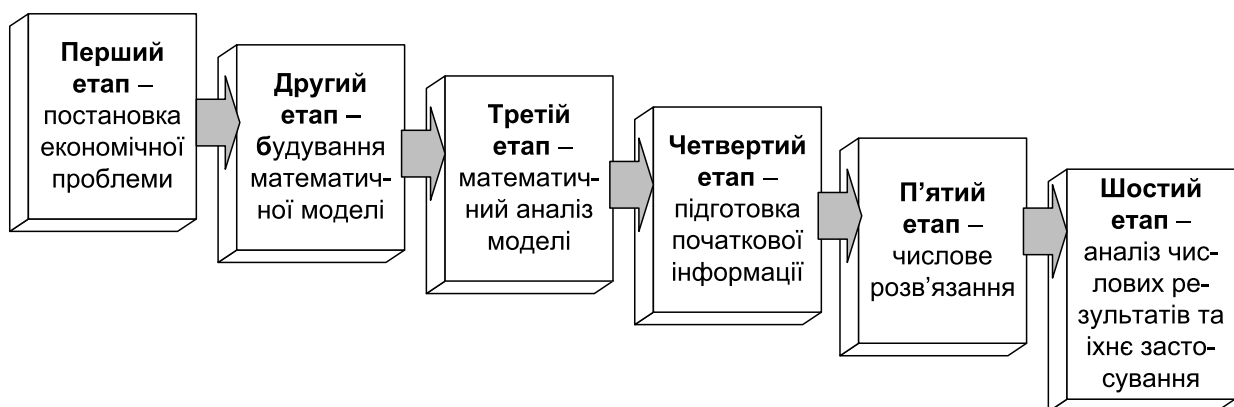 Перший
етап –
постановка
економічної
проблеми
Другий
етап –
будування
математич-
ної моделі
Третій
етап –
математич-
ний аналіз
моделі
Четвертий
етап –
підготовка
початкової
інформації
П’ятий
етап –
числове
розв’язання
Шостий
етап –
аналіз чис-
лових ре-
зультатів та
їхнє засто-
сування